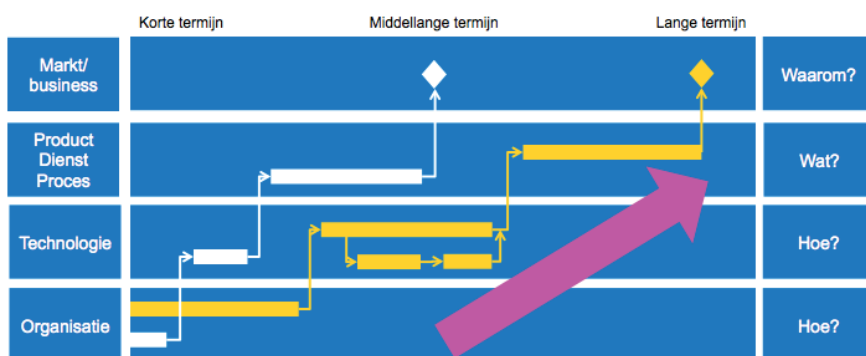 Korte termijn Middellange termijn Lange termijn
Markt/
business
Waarom?
Product
Dienst
Proces
Wat?
Technologie
Hoe?
Organisatie
Hoe?